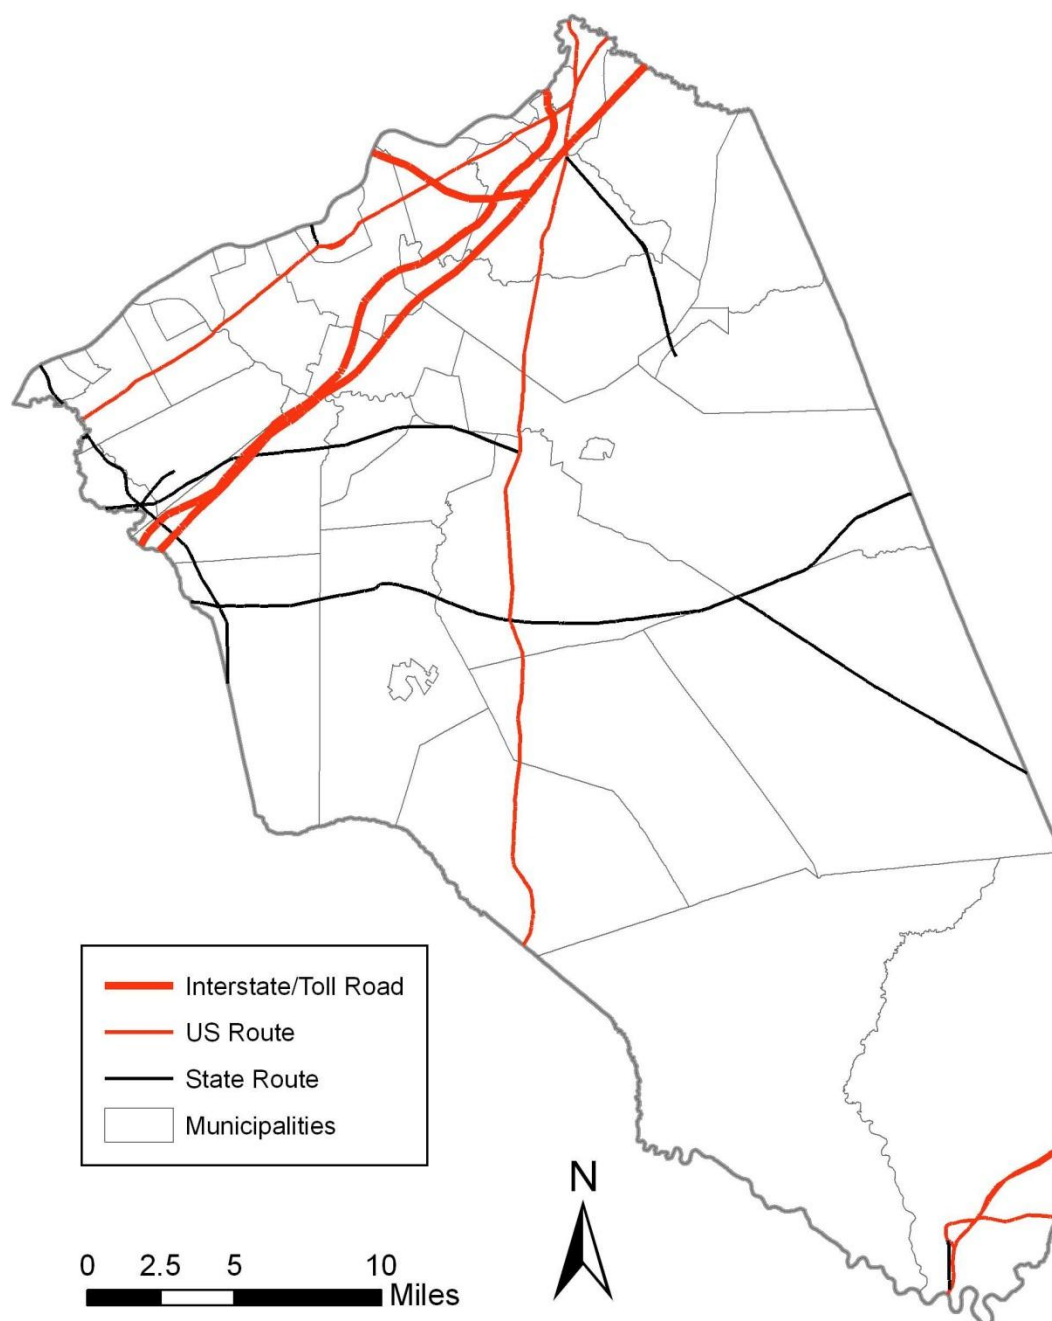 Interstate/Toll Road
US Route
State Route
Municipalities
N
0 2.5 5 10
Miles